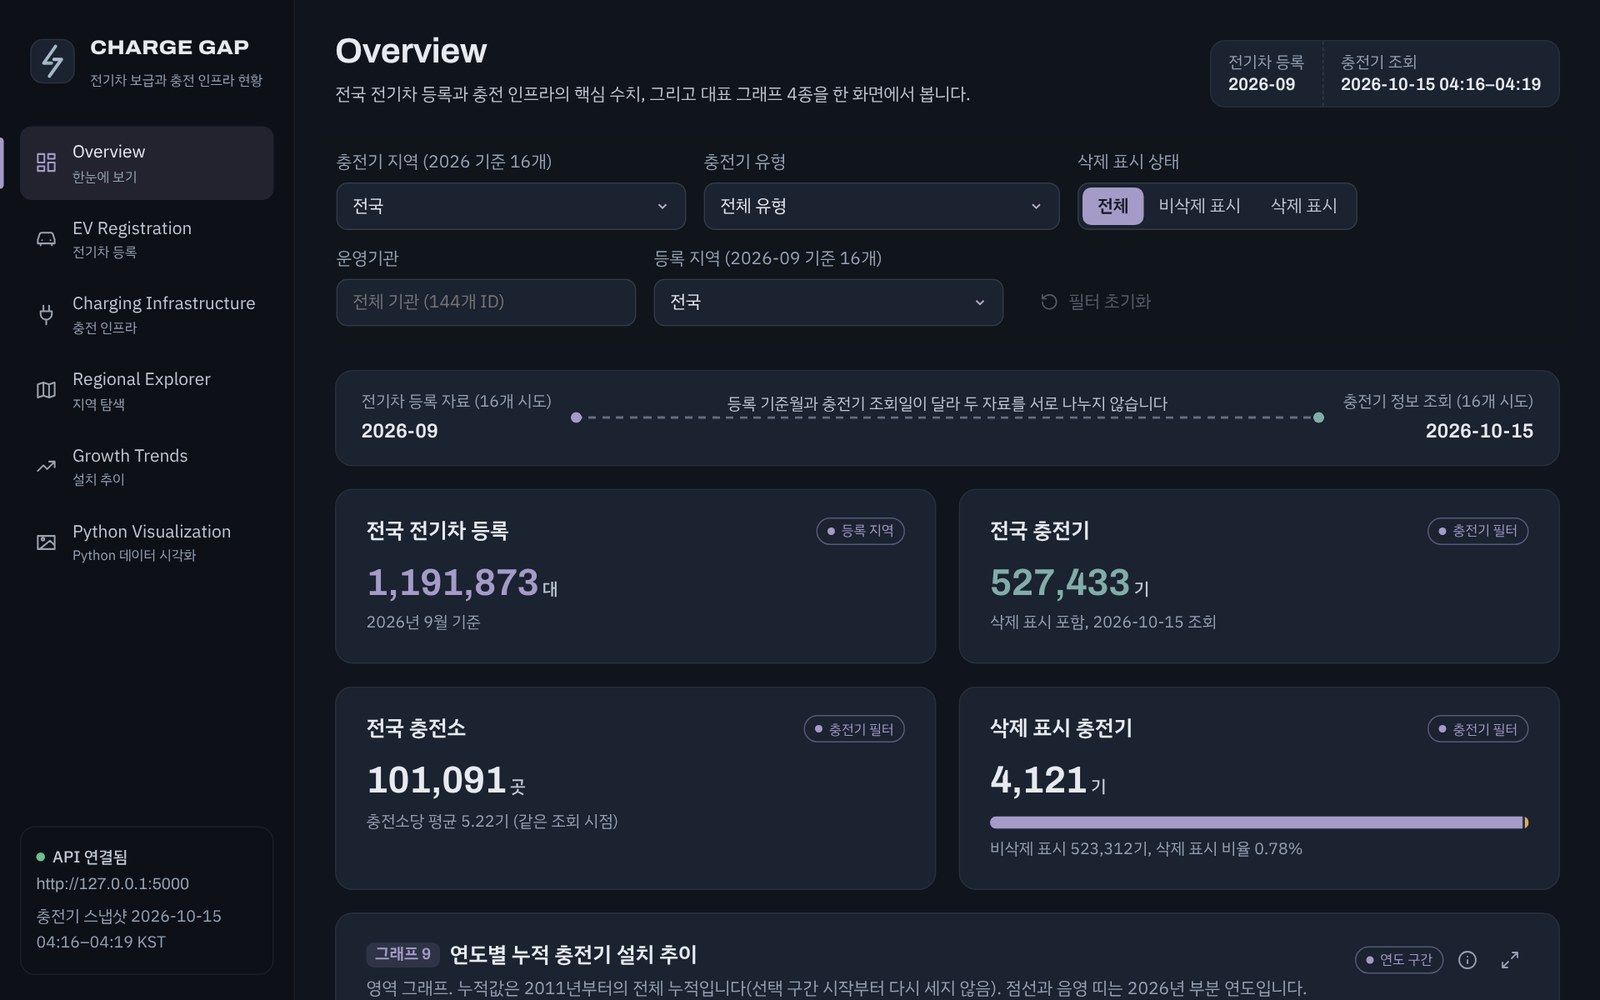 CHARGE GAP
전기차 보급과 충전 인프라 현황
Overview
한눈에 보기
EV Registration
전기차 등록
Charging Infrastructure
충전 인프라
Regional Explorer
지역 탐색
Growth Trends
설치 추이
Python Visualization
Python 데이터 시각화
API 연결됨
http://127.0.0.1:5000
충전기 스냅샷 2026-10-15
04:16–04:19 KST
Overview
전국 전기차 등록과 충전 인프라의 핵심 수치, 그리고 대표 그래프 4종을 한 화면에서 봅니다.
전기차 등록
2026-09
충전기 조회
2026-10-15 04:16–04:19
충전기 지역 (2026 기준 16개)
전국
충전기 유형
전체 유형
삭제 표시 상태
전체 비삭제 표시 삭제 표시
운영기관
전체 기관 (144개 ID)
등록 지역 (2026-09 기준 16개)
전국
필터 초기화
전기차 등록 자료 (16개 시도)
2026-09
등록 기준월과 충전기 조회일이 달라 두 자료를 서로 나누지 않습니다
충전기 정보 조회 (16개 시도)
2026-10-15
전국 전기차 등록
등록 지역
1,191,873 대
2026년 9월 기준
전국 충전기
충전기 필터
527,433 기
삭제 표시 포함, 2026-10-15 조회
전국 충전소
충전기 필터
101,091 곳
충전소당 평균 5.22기 (같은 조회 시점)
삭제 표시 충전기
충전기 필터
4,121 기
비삭제 표시 523,312기, 삭제 표시 비율 0.78%
그래프 9 연도별 누적 충전기 설치 추이
연도 구간
영역 그래프. 누적값은 2011년부터의 전체 누적입니다(선택 구간 시작부터 다시 세지 않음). 점선과 음영 띠는 2026년 부분 연도입니다.